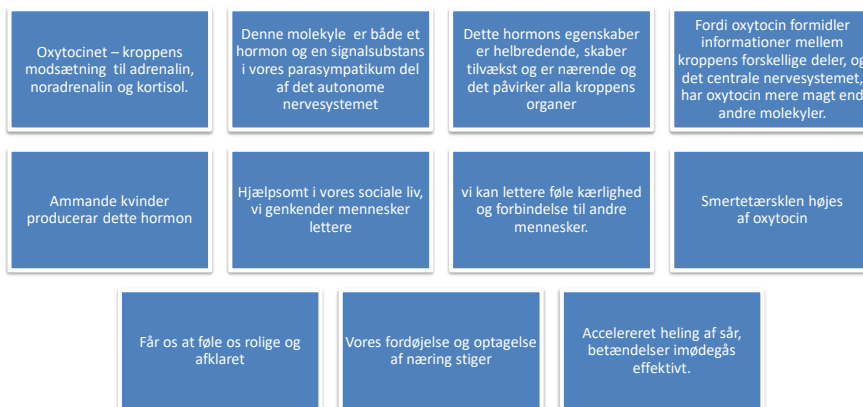 Oxytocinet – kroppens
modsætning til adrenalin,
noradrenalin og kortisol.
Denne molekyle er både et
hormon og en signalsubstans
i vores parasympatikum del
af det autonome
nervesystemet
Dette hormons egenskaber
er helbredende, skaber
tilvækst og er nærende og
det påvirker alla kroppens
organer
Fordi oxytocin formidler
informationer mellem
kroppens forskellige deler, og
det centrale nervesystemet,
har oxytocin mere magt end
andre molekyler.
Ammande kvinder
producerar dette hormon
Hjælpsomt i vores sociale liv,
vi genkender mennesker
lettere
vi kan lettere føle kærlighed
og forbindelse til andre
mennesker.
Smertetærsklen højes
af oxytocin
Får os at føle os rolige og
afklaret
Vores fordøjelse og optagelse
af næring stiger
Accelereret heling af sår,
betændelser imødegås
effektivt.